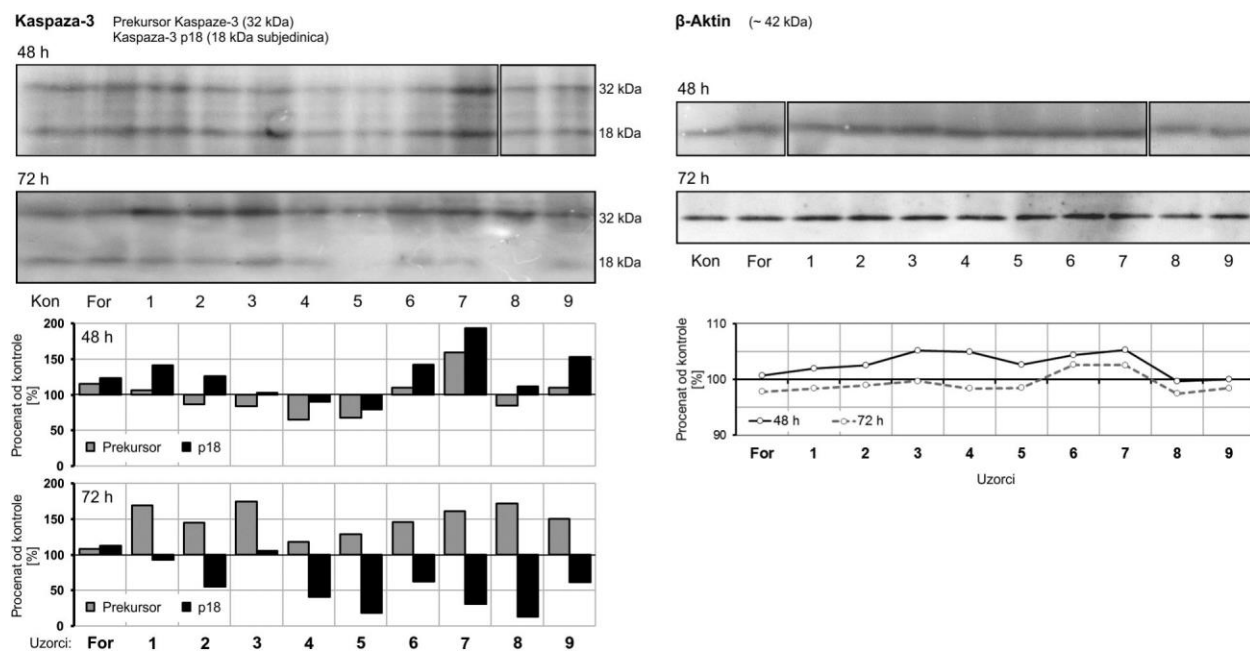 Kaspaza-3 Prekursor Kaspaze-3 (32 kDa)
Kaspaza-3 p18 (18 kDa subjedinica)
48 h
32 kDa
18 kDa
72 h
32 kDa
18 kDa
Kon For 1 2 3 4 5 6 7 8 9
Procenat od kontrole
[%]
200
150
100
50
0
48 h
Prekursor p18
Procenat od kontrole
[%]
200
150
100
50
0
72 h
Prekursor p18
Uzorci: For 1 2 3 4 5 6 7 8 9
β-Aktin (~ 42 kDa)
48 h
72 h
Kon For 1 2 3 4 5 6 7 8 9
Procenat od kontrole
[%]
110
100
90
48 h 72 h
For 1 2 3 4 5 6 7 8 9
Uzorci